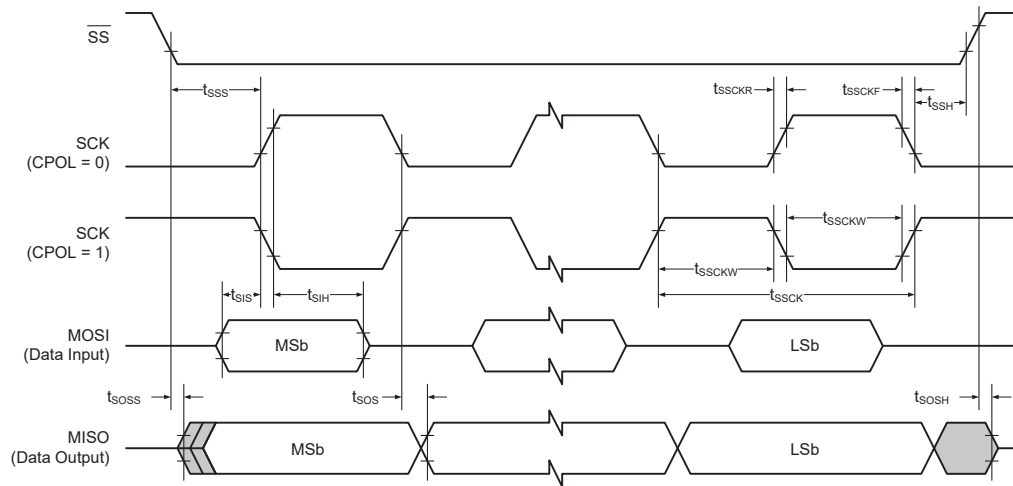 SS
tSSS
tSSCKR
tSSCKF
tSSH
SCK
(CPOL = 0)
SCK
(CPOL = 1)
tSSCKW
tSSCKW
tSSCK
tSIS
tSIH
MOSI
(Data Input)
MSb
LSb
tSOSS
tSOS
tSOSH
MISO
(Data Output)
MSb
LSb